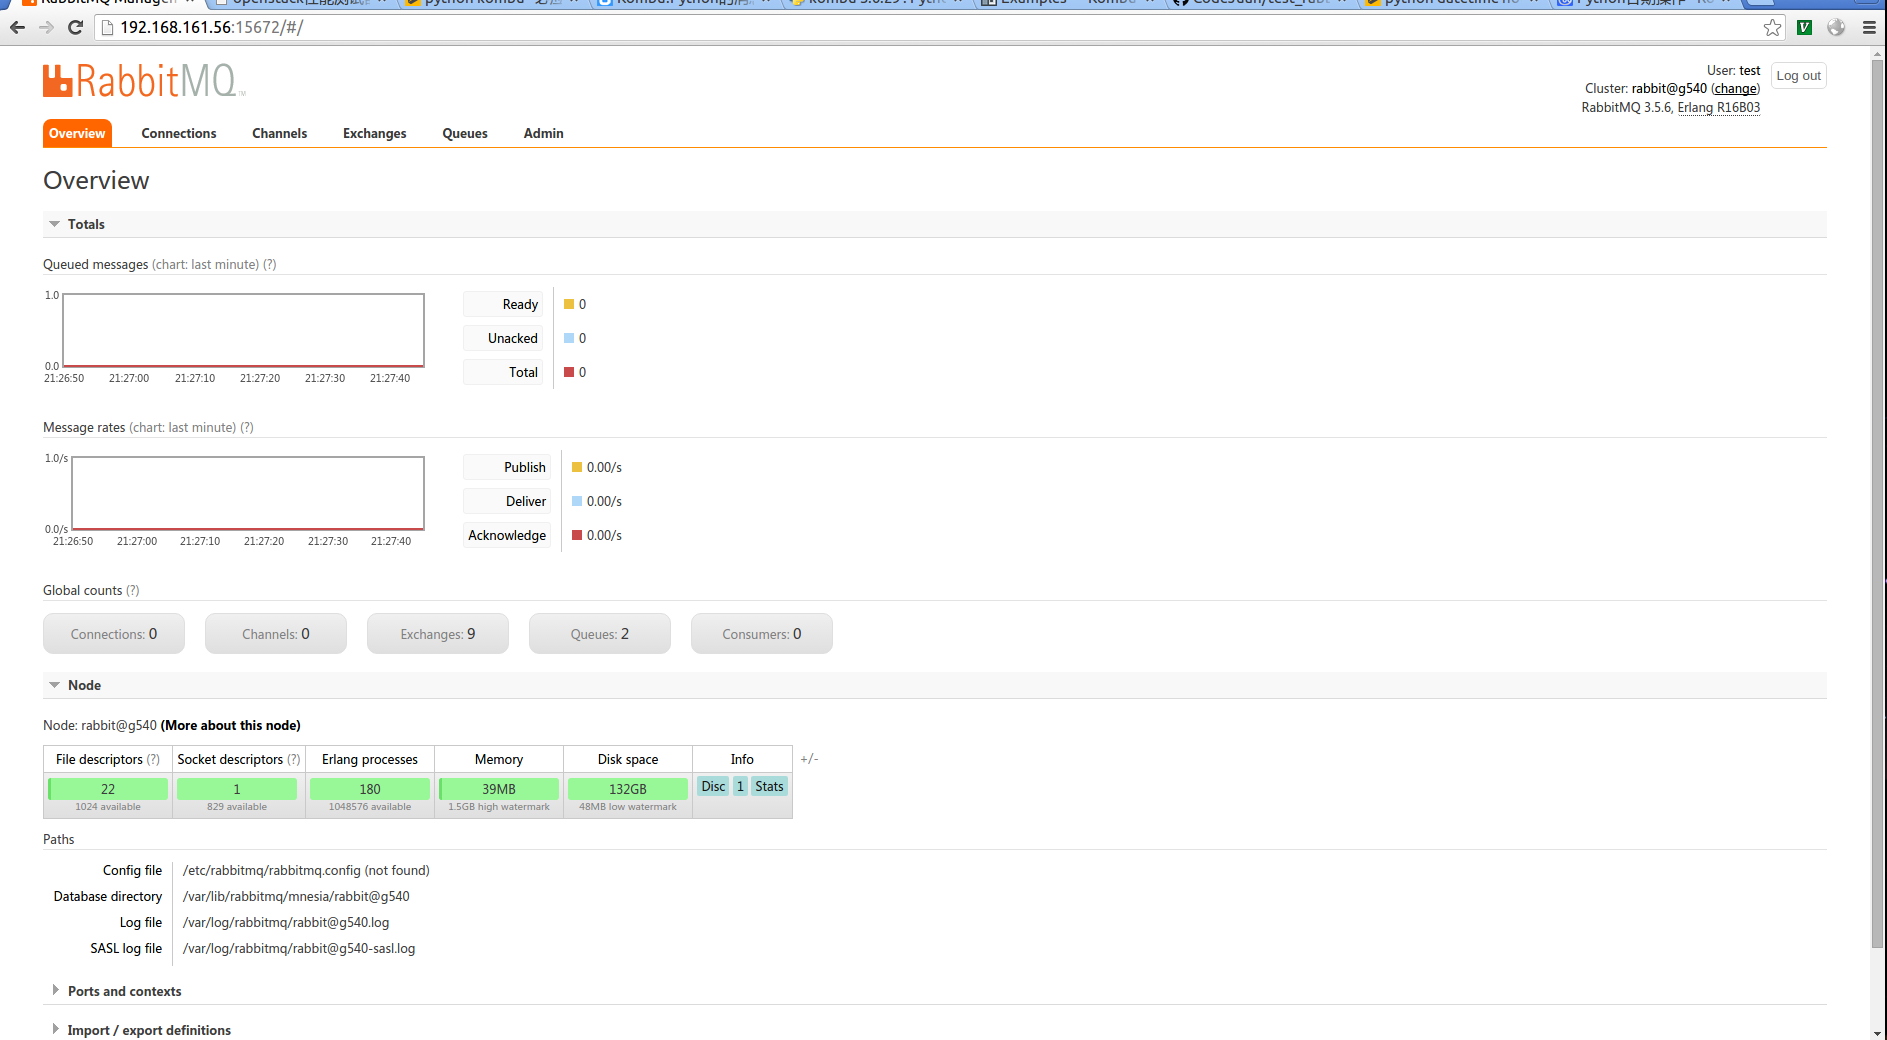 192.168.161.56:15672/#/
RabbitMQ TM
User: test
Log out
Cluster: rabbit@g540 (change)
RabbitMQ 3.5.6, Erlang R16B03
Overview Connections Channels Exchanges Queues Admin
Overview
Totals
Queued messages (chart: last minute) (?)
1.0
0.0
21:26:50 21:27:00 21:27:10 21:27:20 21:27:30 21:27:40
Ready 0
Unacked 0
Total 0
Message rates (chart: last minute) (?)
1.0/s
0.0/s
21:26:50 21:27:00 21:27:10 21:27:20 21:27:30 21:27:40
Publish 0.00/s
Deliver 0.00/s
Acknowledge 0.00/s
Global counts (?)
Connections: 0 Channels: 0 Exchanges: 9 Queues: 2 Consumers: 0
Node
Node: rabbit@g540 (More about this node)
File descriptors (?) Socket descriptors (?) Erlang processes Memory Disk space Info +/-
22 1 180 39MB 132GB Disc 1 Stats
1024 available 829 available 1048576 available 1.5GB high watermark 48MB low watermark
Paths
Config file /etc/rabbitmq/rabbitmq.config (not found)
Database directory /var/lib/rabbitmq/mnesia/rabbit@g540
Log file /var/log/rabbitmq/rabbit@g540.log
SASL log file /var/log/rabbitmq/rabbit@g540-sasl.log
Ports and contexts
Import / export definitions